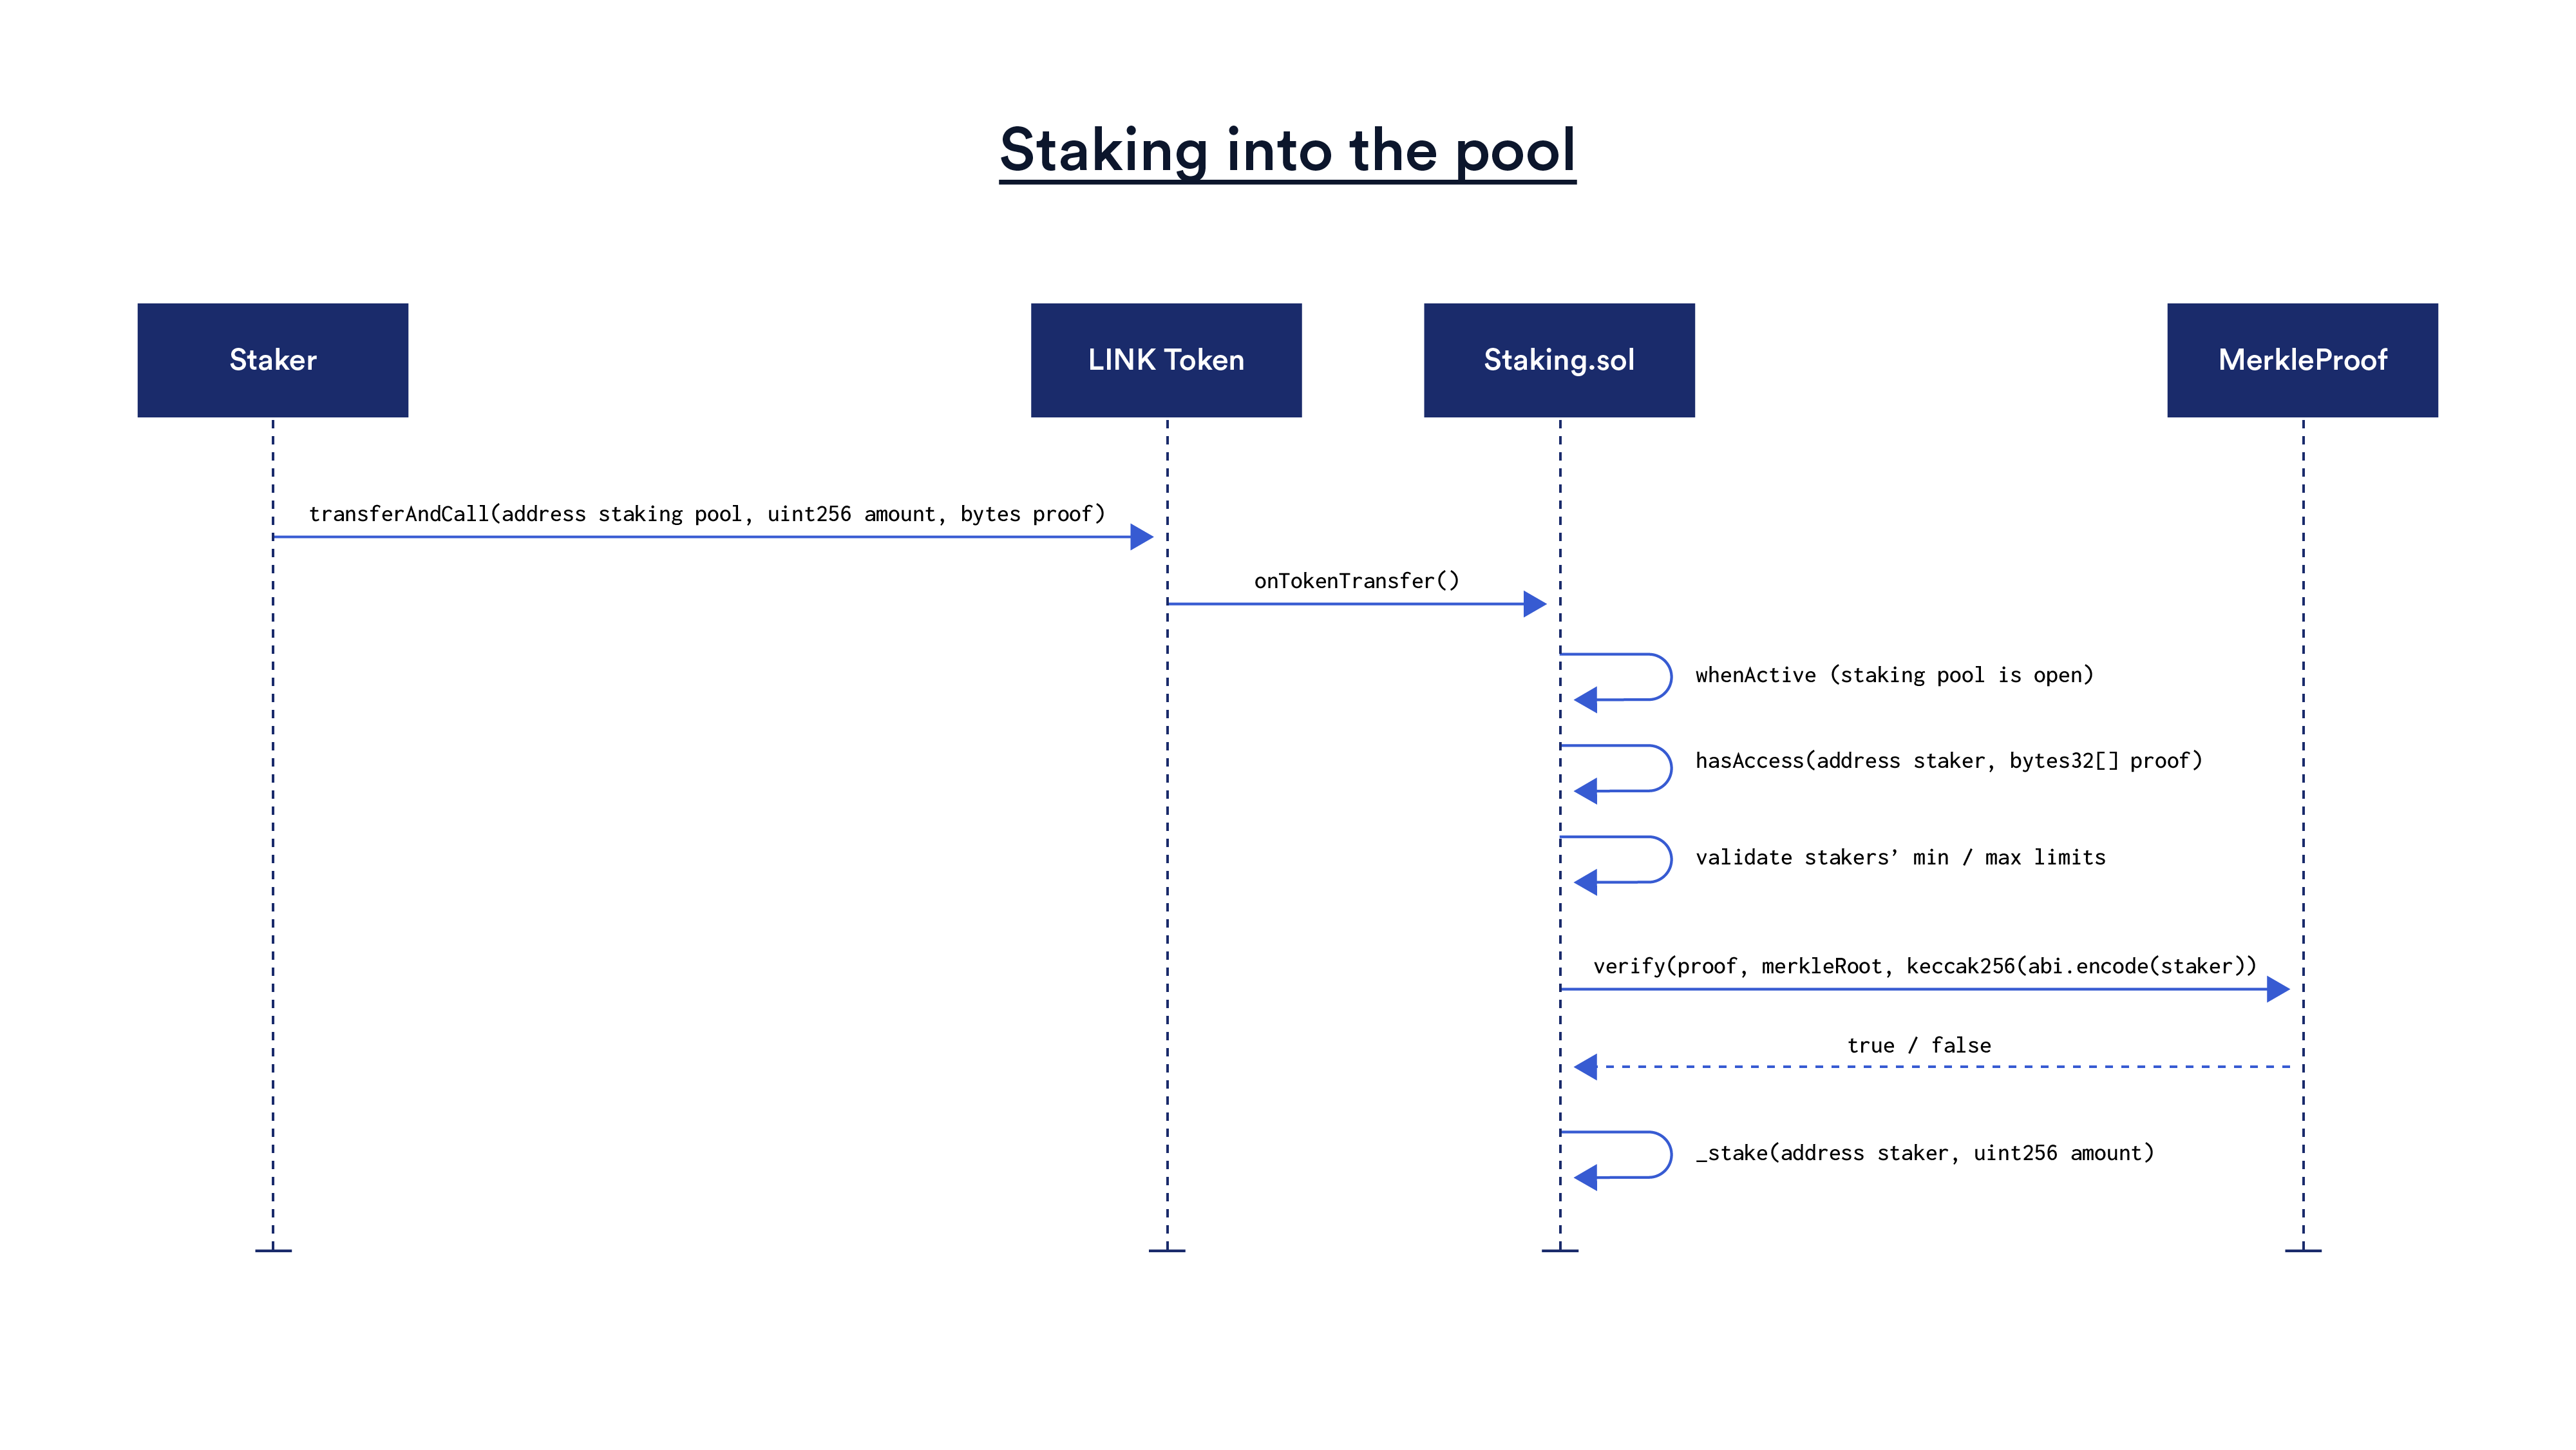 Staking into the pool
Staker
LINK Token
Staking.sol
MerkleProof
transferAndCall(address staking pool, uint256 amount, bytes proof)
onTokenTransfer()
whenActive (staking pool is open)
hasAccess(address staker, bytes32[] proof)
validate stakers’ min / max limits
verify(proof, merkleRoot, keccak256(abi.encode(staker))
true / false
_stake(address staker, uint256 amount)